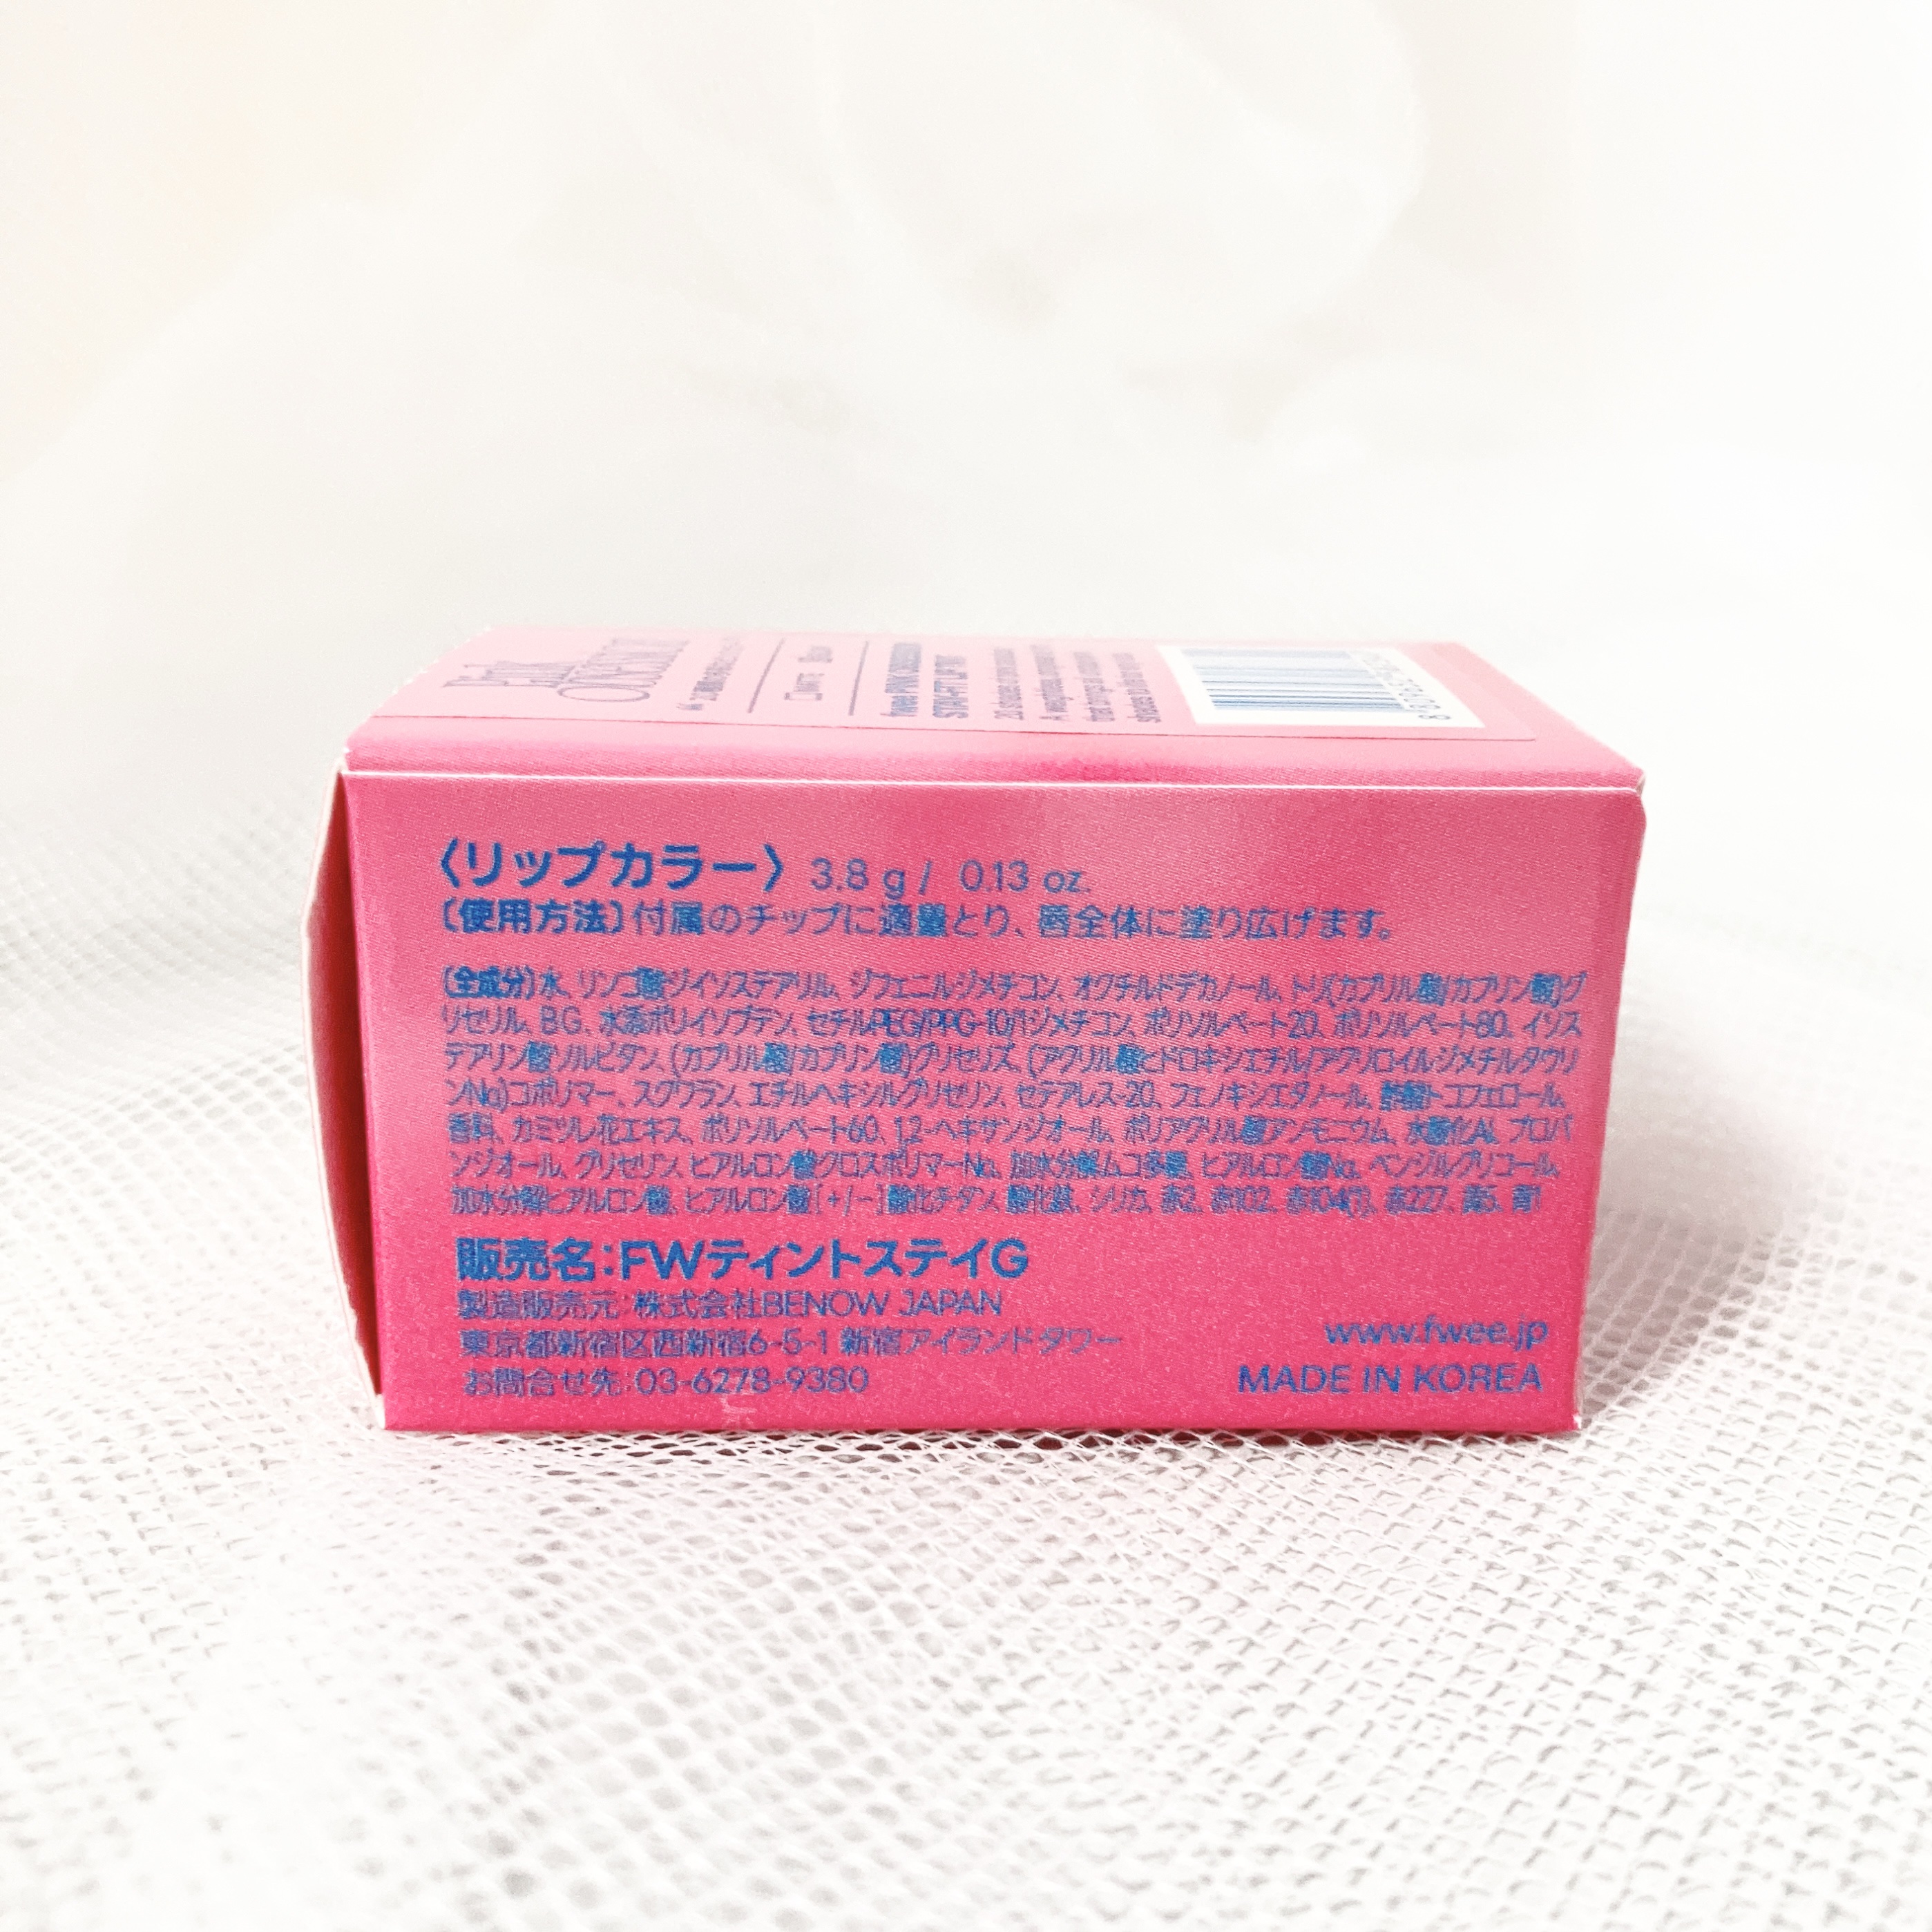 〈リップカラー〉 3.8 g / 0.13 oz.
〔使用方法〕付属のチップに適量とり、唇全体に塗り広げます。
〔全成分〕水、リンゴ酸ジイソステアリル、ジフェニルジメチコン、オクチルドデカノール、トリ(カプリル酸/カプリン酸)グ
リセリル、BG、水添ポリイソブテン、セチルPEG/PPG-10/1ジメチコン、ポリソルベート20、ポリソルベート80、イソス
テアリン酸ソルビタン、(カプリル酸/カプリン酸)グリセリズ、(アクリル酸ヒドロキシエチル/アクリロイルジメチルタウリ
ンNa)コポリマー、スクワラン、エチルヘキシルグリセリン、セテアレス-20、フェノキシエタノール、酢酸トコフェロール、
香料、カミツレ花エキス、ポリソルベート60、1,2-ヘキサンジオール、ポリアクリル酸アンモニウム、水酸化Al、プロパ
ンジオール、グリセリン、ヒアルロン酸クロスポリマーNa、加水分解ムコ多糖、ヒアルロン酸Na、ペンチルグリコール、
加水分解ヒアルロン酸、ヒアルロン酸 [+/-] 酸化チタン、酸化鉄、シリカ、赤2、赤102、赤104(1)、赤227、黄5、青1
販売名：FWティントステイG
製造販売元：株式会社BENOW JAPAN
東京都新宿区西新宿6-5-1 新宿アイランドタワー
お問合せ先：03-6278-9380
www.fwee.jp
MADE IN KOREA